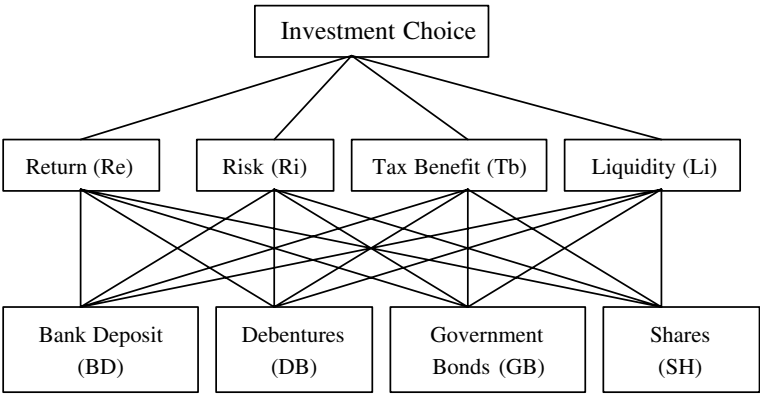 Investment Choice
Return (Re)
Risk (Ri)
Tax Benefit (Tb)
Liquidity (Li)
Bank Deposit
(BD)
Debentures
(DB)
Government
Bonds (GB)
Shares
(SH)